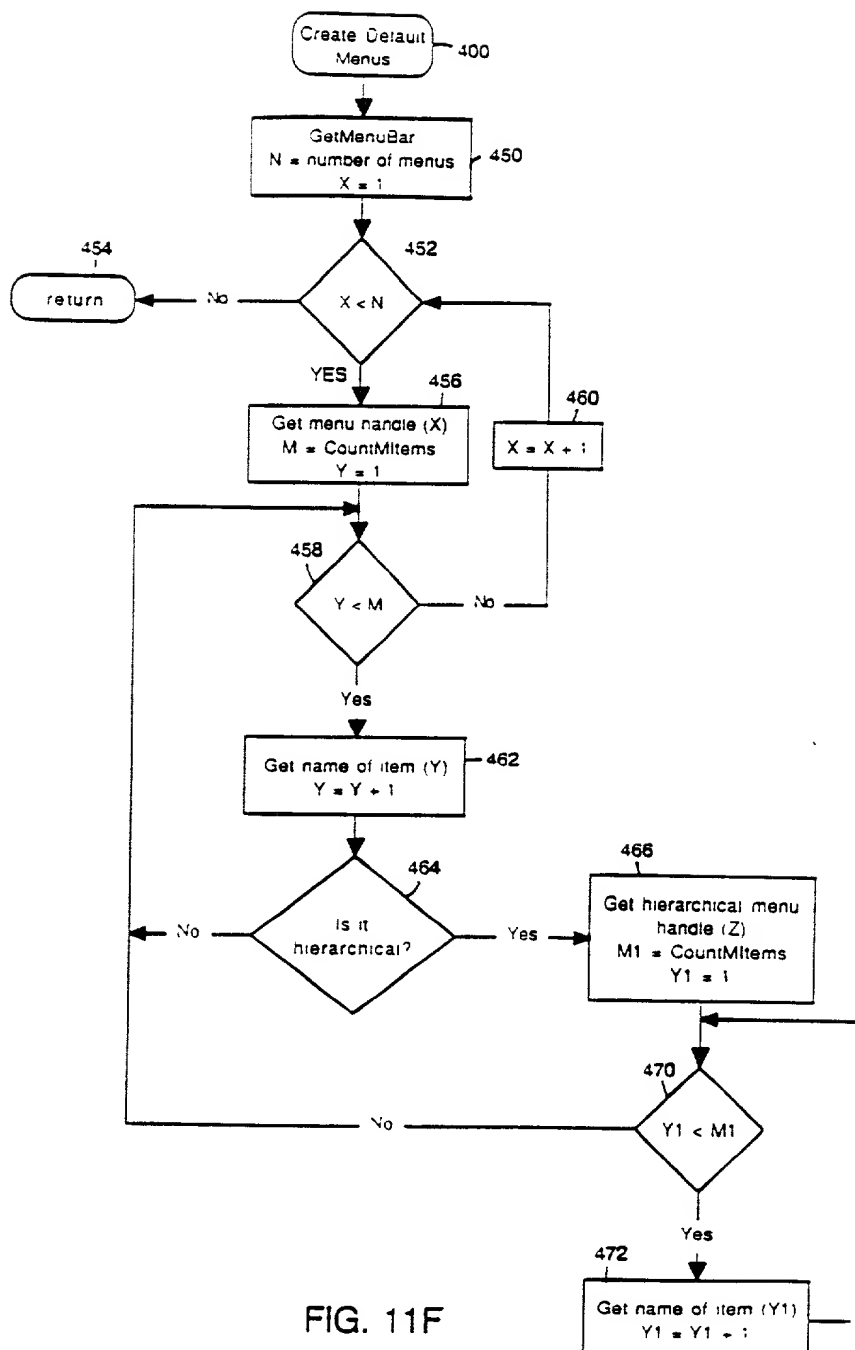 Create Default
Menus
400
GetMenuBar
N = number of menus
X = 1
450
452
454
return
No
X < N
YES
456
460
Get menu handle (X)
M = CountMItems
Y = 1
X = X + 1
458
Y < M
No
Yes
Get name of item (Y)
Y = Y + 1
462
464
466
Is it
hierarchical?
No
Yes
Get hierarchical menu
handle (Z)
M1 = CountMItems
Y1 = 1
470
Y1 < M1
No
Yes
472
Get name of item (Y1)
Y1 = Y1 + 1
FIG. 11F